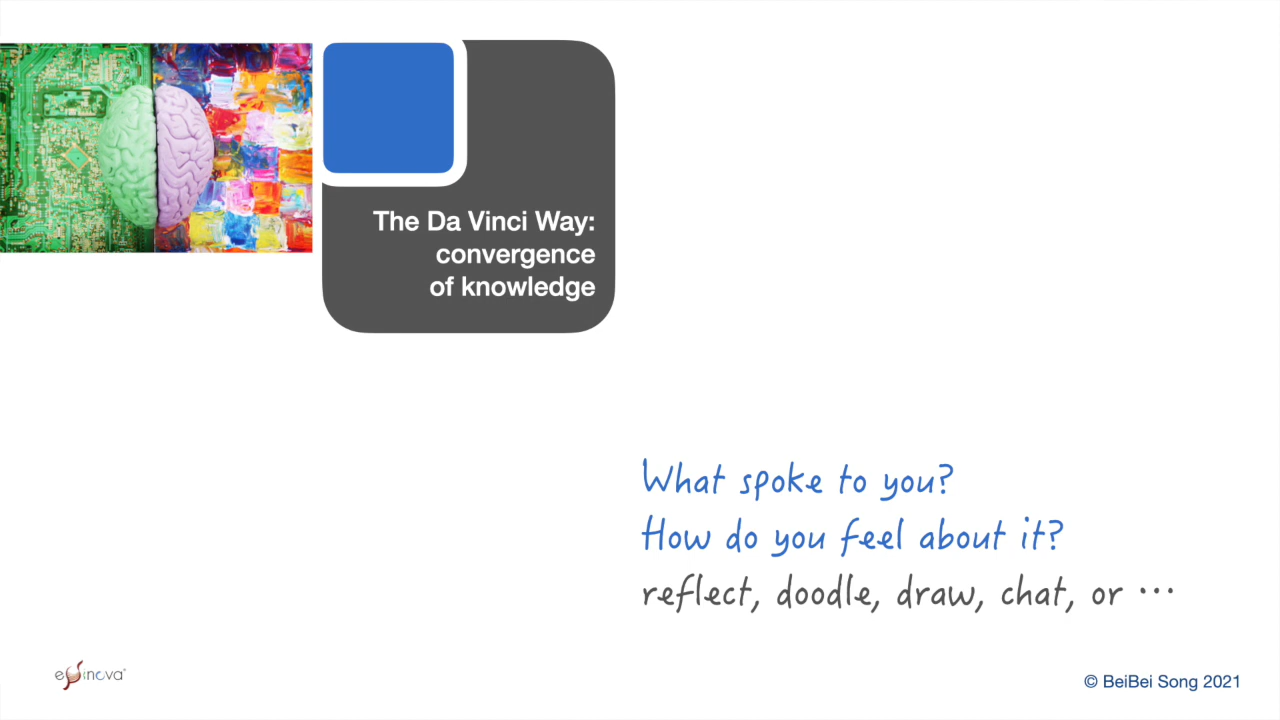 The Da Vinci Way:
convergence
of knowledge
What spoke to you?
How do you feel about it?
reflect, doodle, draw, chat, or ...
© BeiBei Song 2021